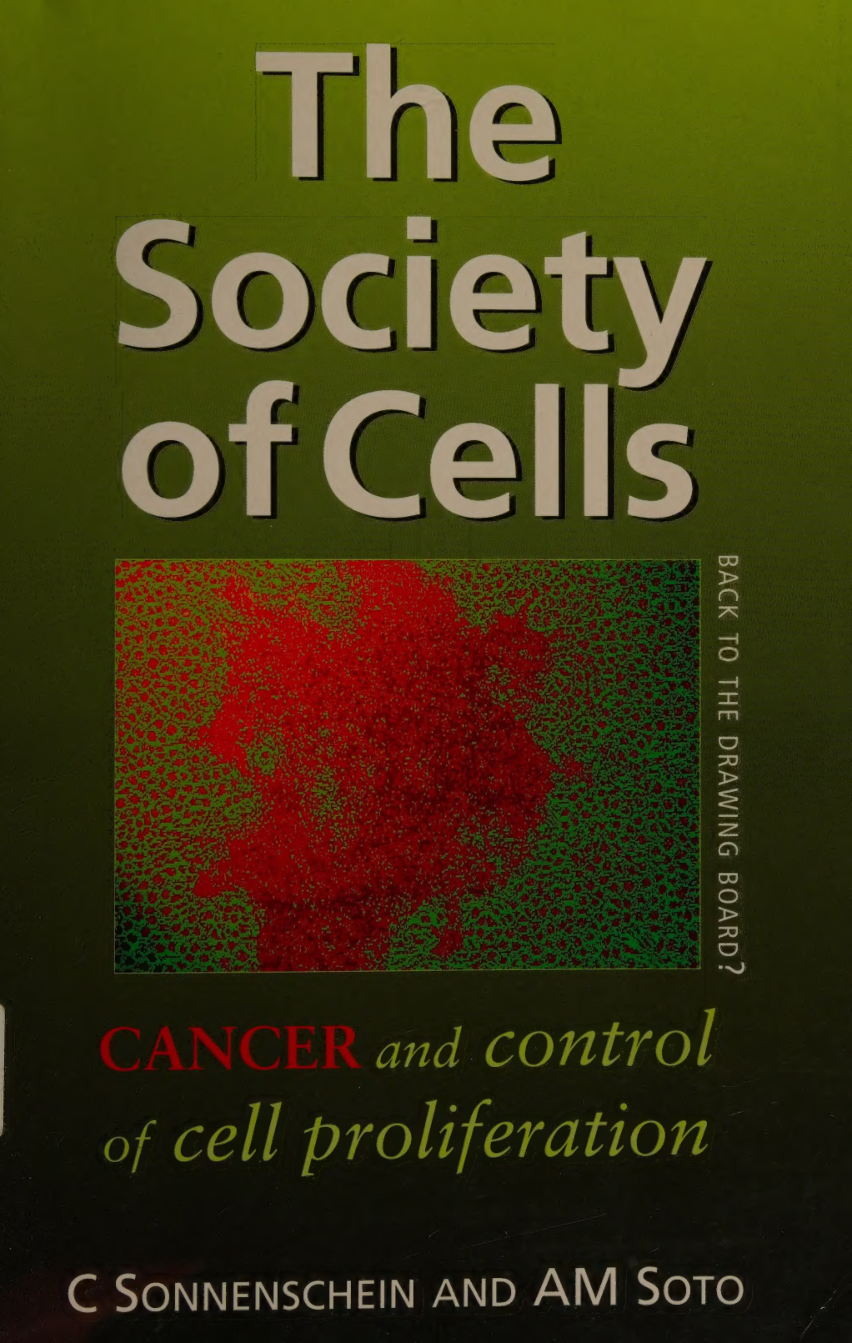 The
Society
of Cells
BACK TO THE DRAWING BOARD?
CANCER and control
of cell proliferation
C SONNENSCHEIN AND AM SOTO